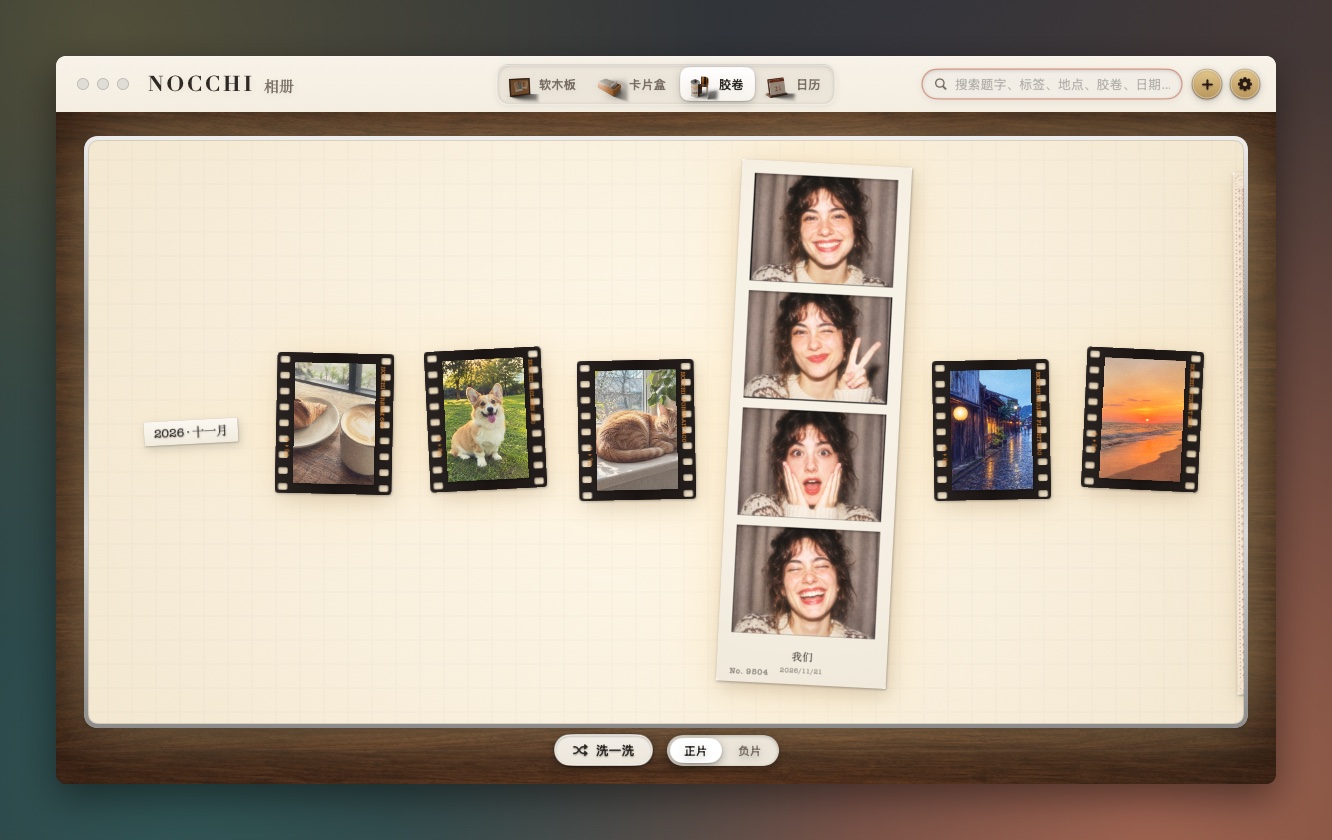 NOCCHI 相册
软木板
卡片盒
胶卷
日历
搜索题字、标签、地点、胶卷、日期...
2026·十一月
我们
No. 9804 2026/11/21
洗一洗
正片
负片